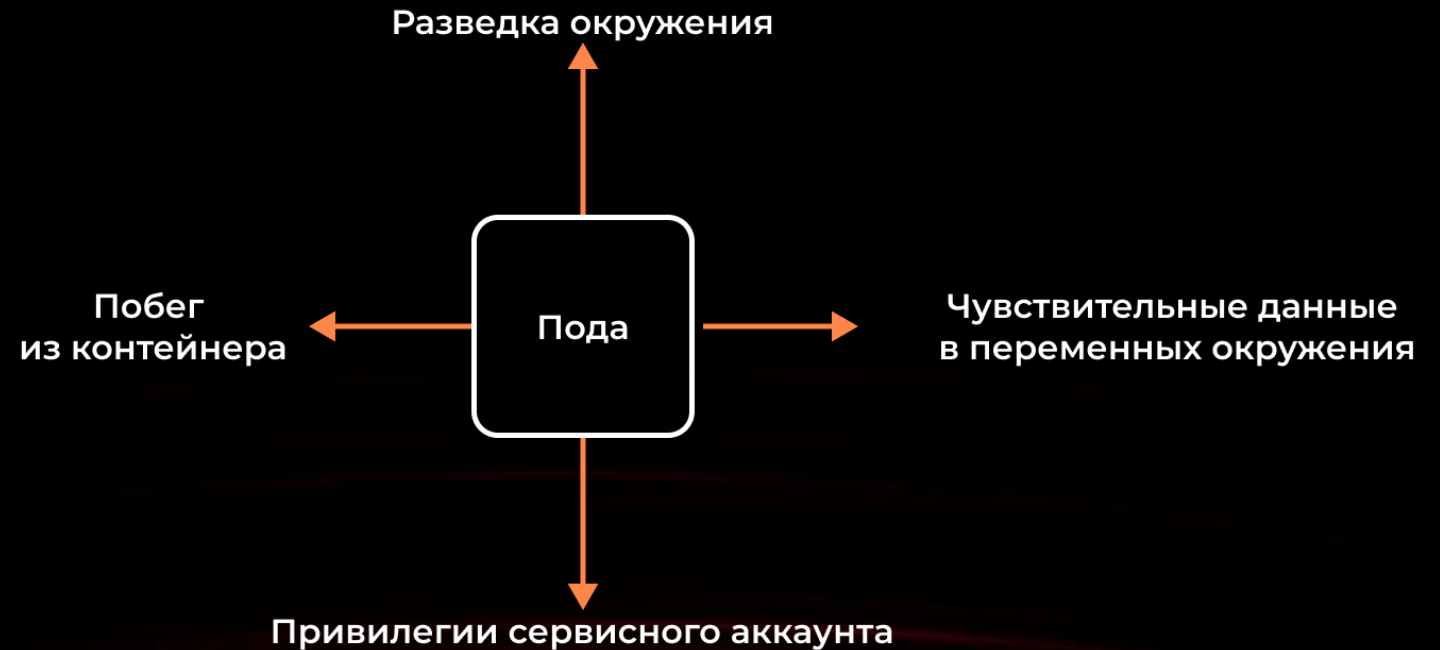 Разведка окружения
Побег
из контейнера
Пода
Чувствительные данные
в переменных окружения
Привилегии сервисного аккаунта